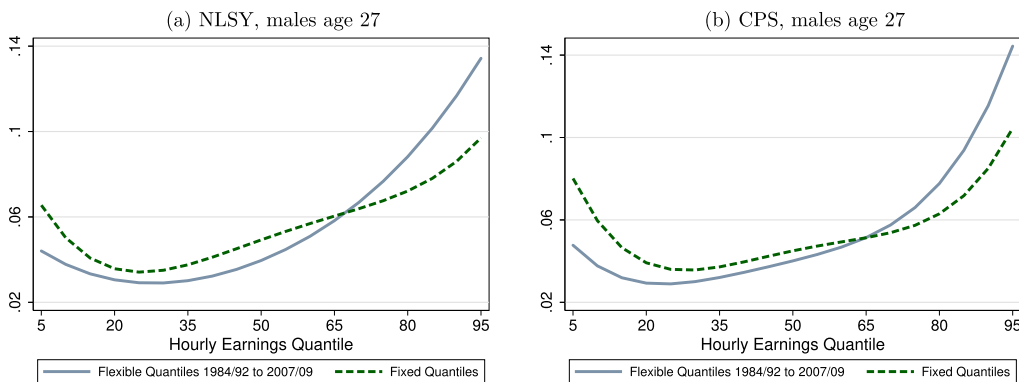 (a) NLSY, males age 27
.14
.1
.06
.02
5 20 35 50 65 80 95
Hourly Earnings Quantile
Flexible Quantiles 1984/92 to 2007/09 Fixed Quantiles
(b) CPS, males age 27
.14
.1
.06
.02
5 20 35 50 65 80 95
Hourly Earnings Quantile
Flexible Quantiles 1984/92 to 2007/09 Fixed Quantiles